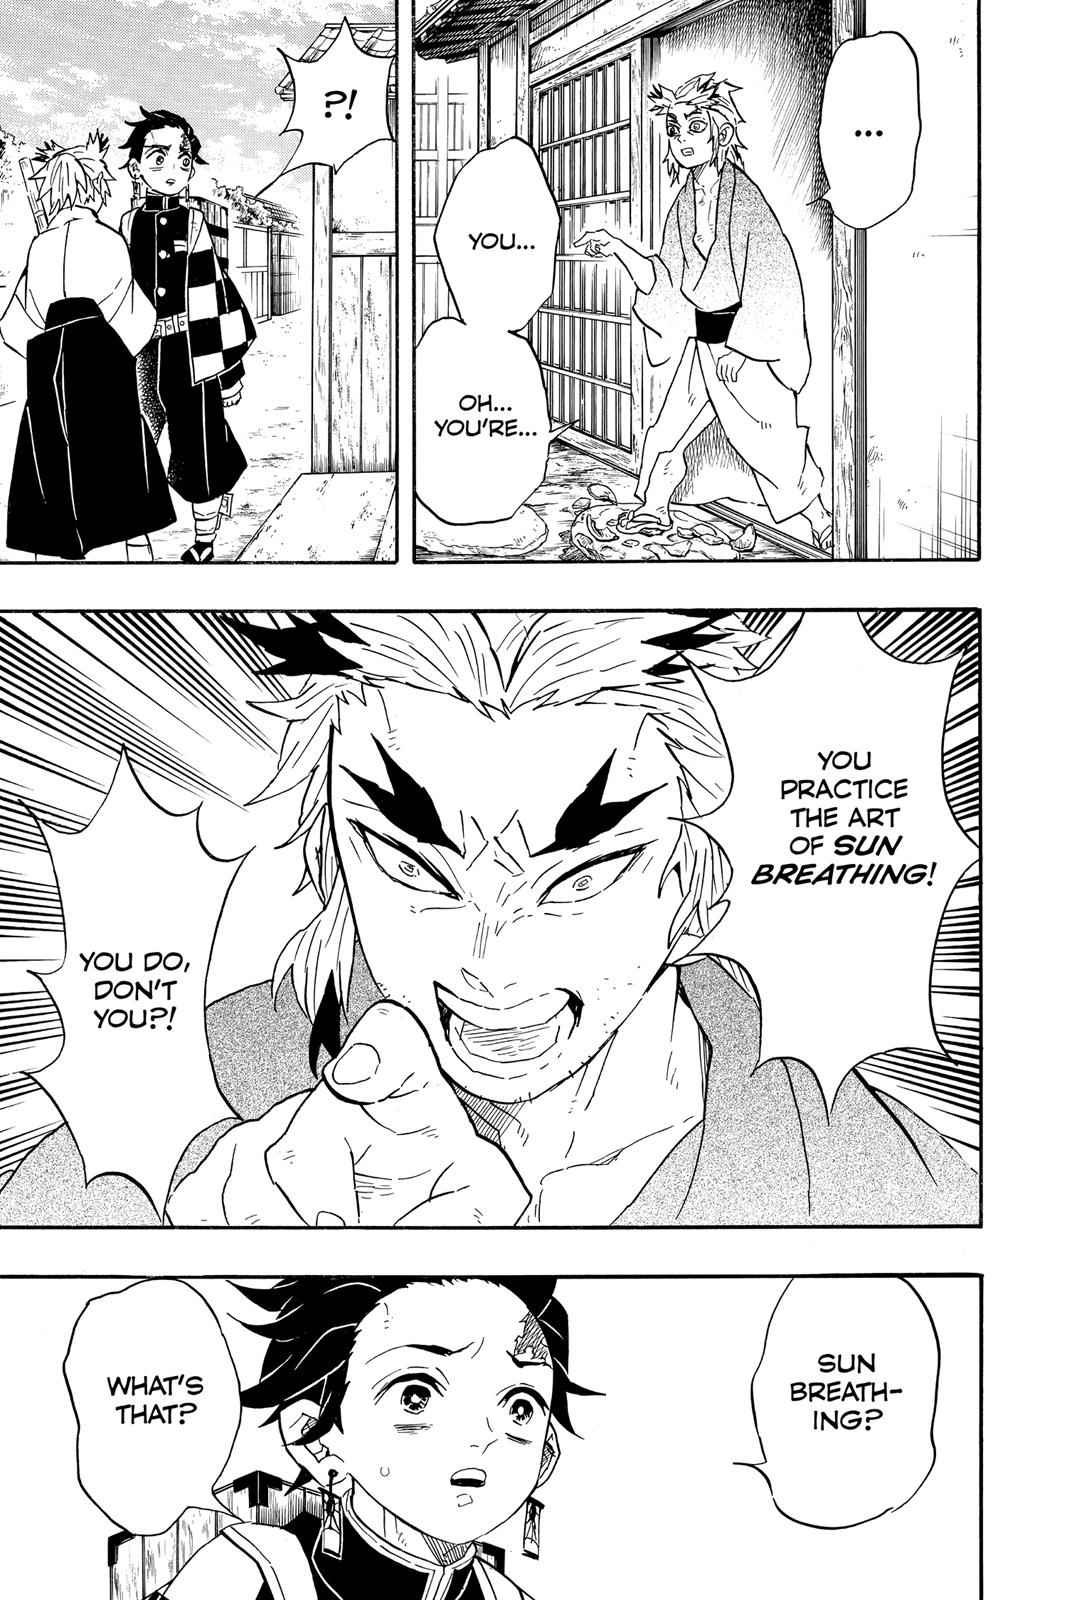 ...
YOU...
OH...
YOU'RE...
?!
YOU
PRACTICE
THE ART
OF SUN
BREATHING!
YOU DO,
DON'T
YOU?!
SUN
BREATH-
ING?
WHAT'S
THAT?